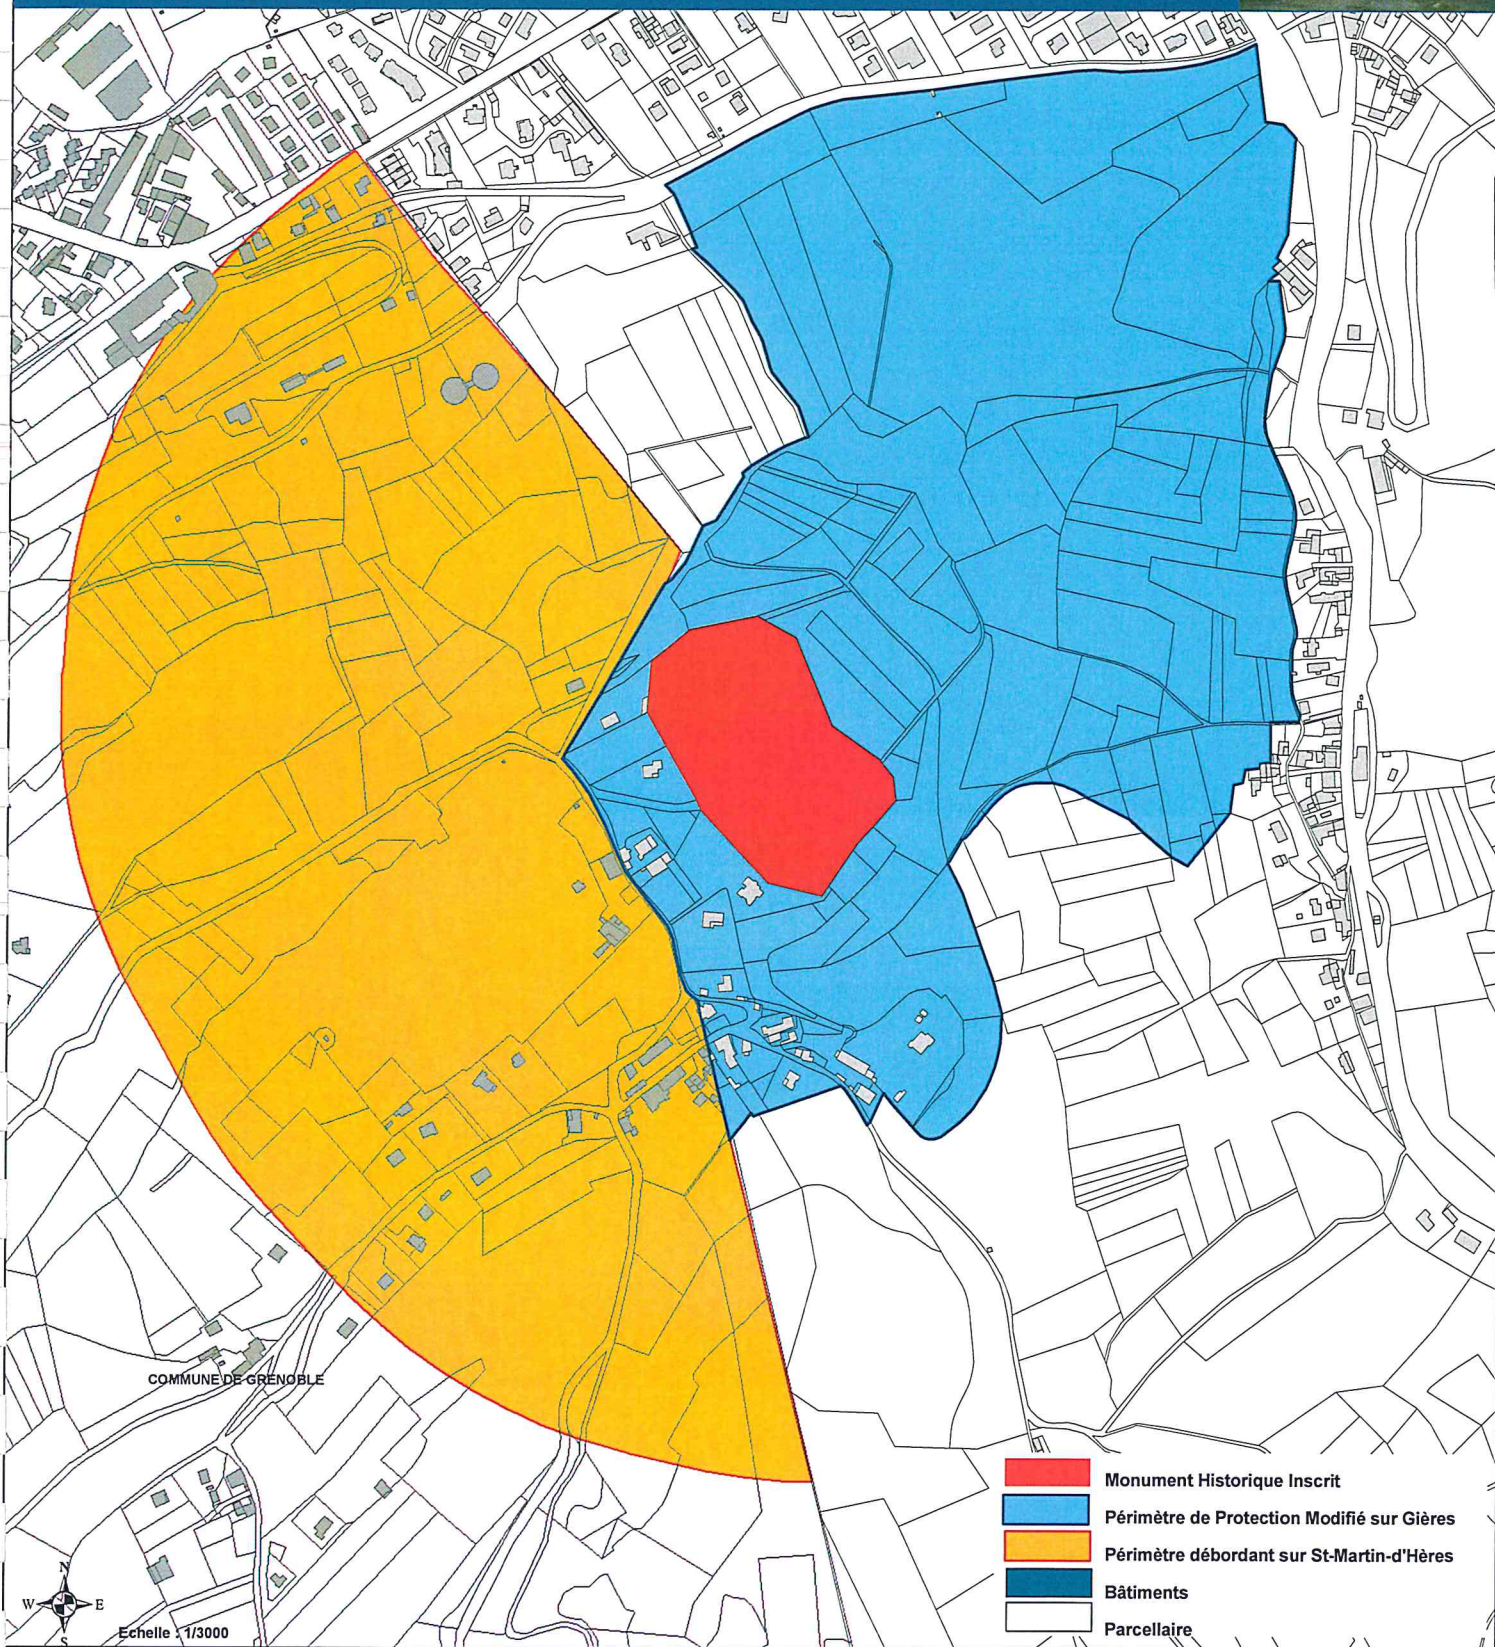 COMMUNE DE GRENOBLE
Monument Historique Inscrit
Périmètre de Protection Modifié sur Gières
Périmètre débordant sur St-Martin-d'Hères
Bâtiments
Parcellaire
N
W E
S
Echelle : 1/3000